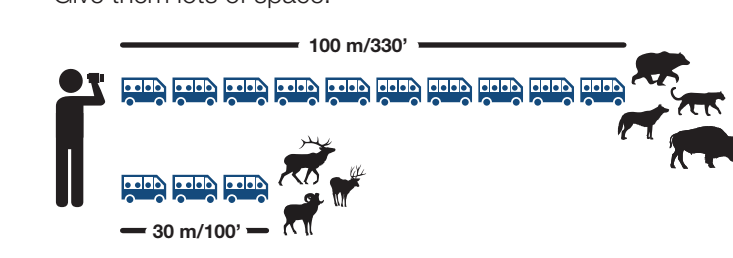 Give them lots of space.
100 m/330’
30 m/100’